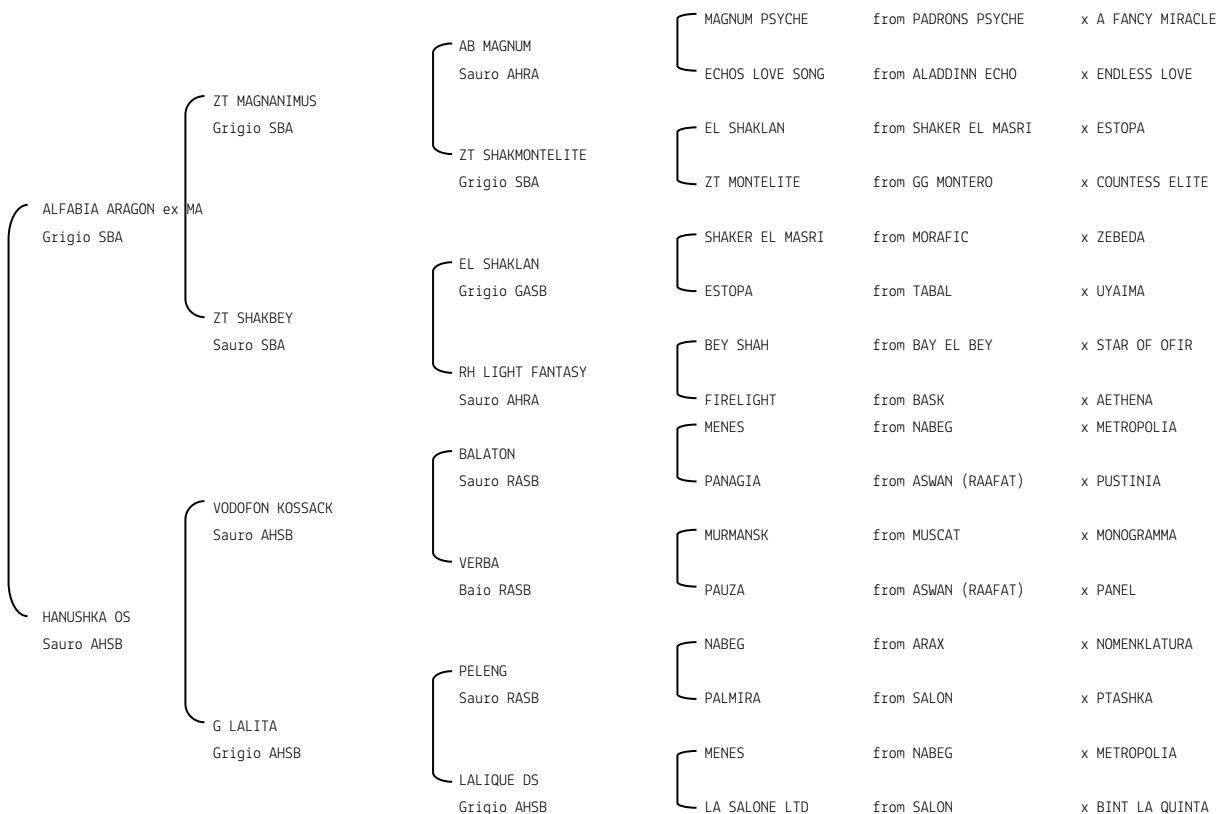 MAGNUM PSYCHE from PADRONS PSYCHE x A FANCY MIRACLE
AB MAGNUM
Sauro AHRA ECHOS LOVE SONG from ALADDINN ECHO x ENDLESS LOVE
ZT MAGNANIMUS
Grigio SBA EL SHAKLAN from SHAKER EL MASRI x ESTOPA
ZT SHAKMONTELITE
Grigio SBA ZT MONTELITE from GG MONTERO x COUNTESS ELITE
ALFABIA ARAGON ex MA
Grigio SBA SHAKER EL MASRI from MORAFIC x ZEBEDA
EL SHAKLAN
Grigio GASB ESTOPA from TABAL x UYAIMA
ZT SHAKBEY
Sauro SBA BEY SHAH from BAY EL BEY x STAR OF OFIR
RH LIGHT FANTASY
Sauro AHRA FIRELIGHT from BASK x AETHENA
MENES from NABEG x METROPOLIA
BALATON
Sauro RASB PANAGIA from ASWAN (RAAFAT) x PUSTINIA
VODOFON KOSSACK
Sauro AHSB MURMANSK from MUSCAT x MONOGRAMMA
VERBA
Baio RASB PAUZA from ASWAN (RAAFAT) x PANEL
HANUSHKA OS
Sauro AHSB NABEG from ARAX x NOMENKLATURA
PELENG
Sauro RASB PALMIRA from SALON x PTASHKA
G LALITA
Grigio AHSB MENES from NABEG x METROPOLIA
LALIQUE DS
Grigio AHSB LA SALONE LTD from SALON x BINT LA QUINTA